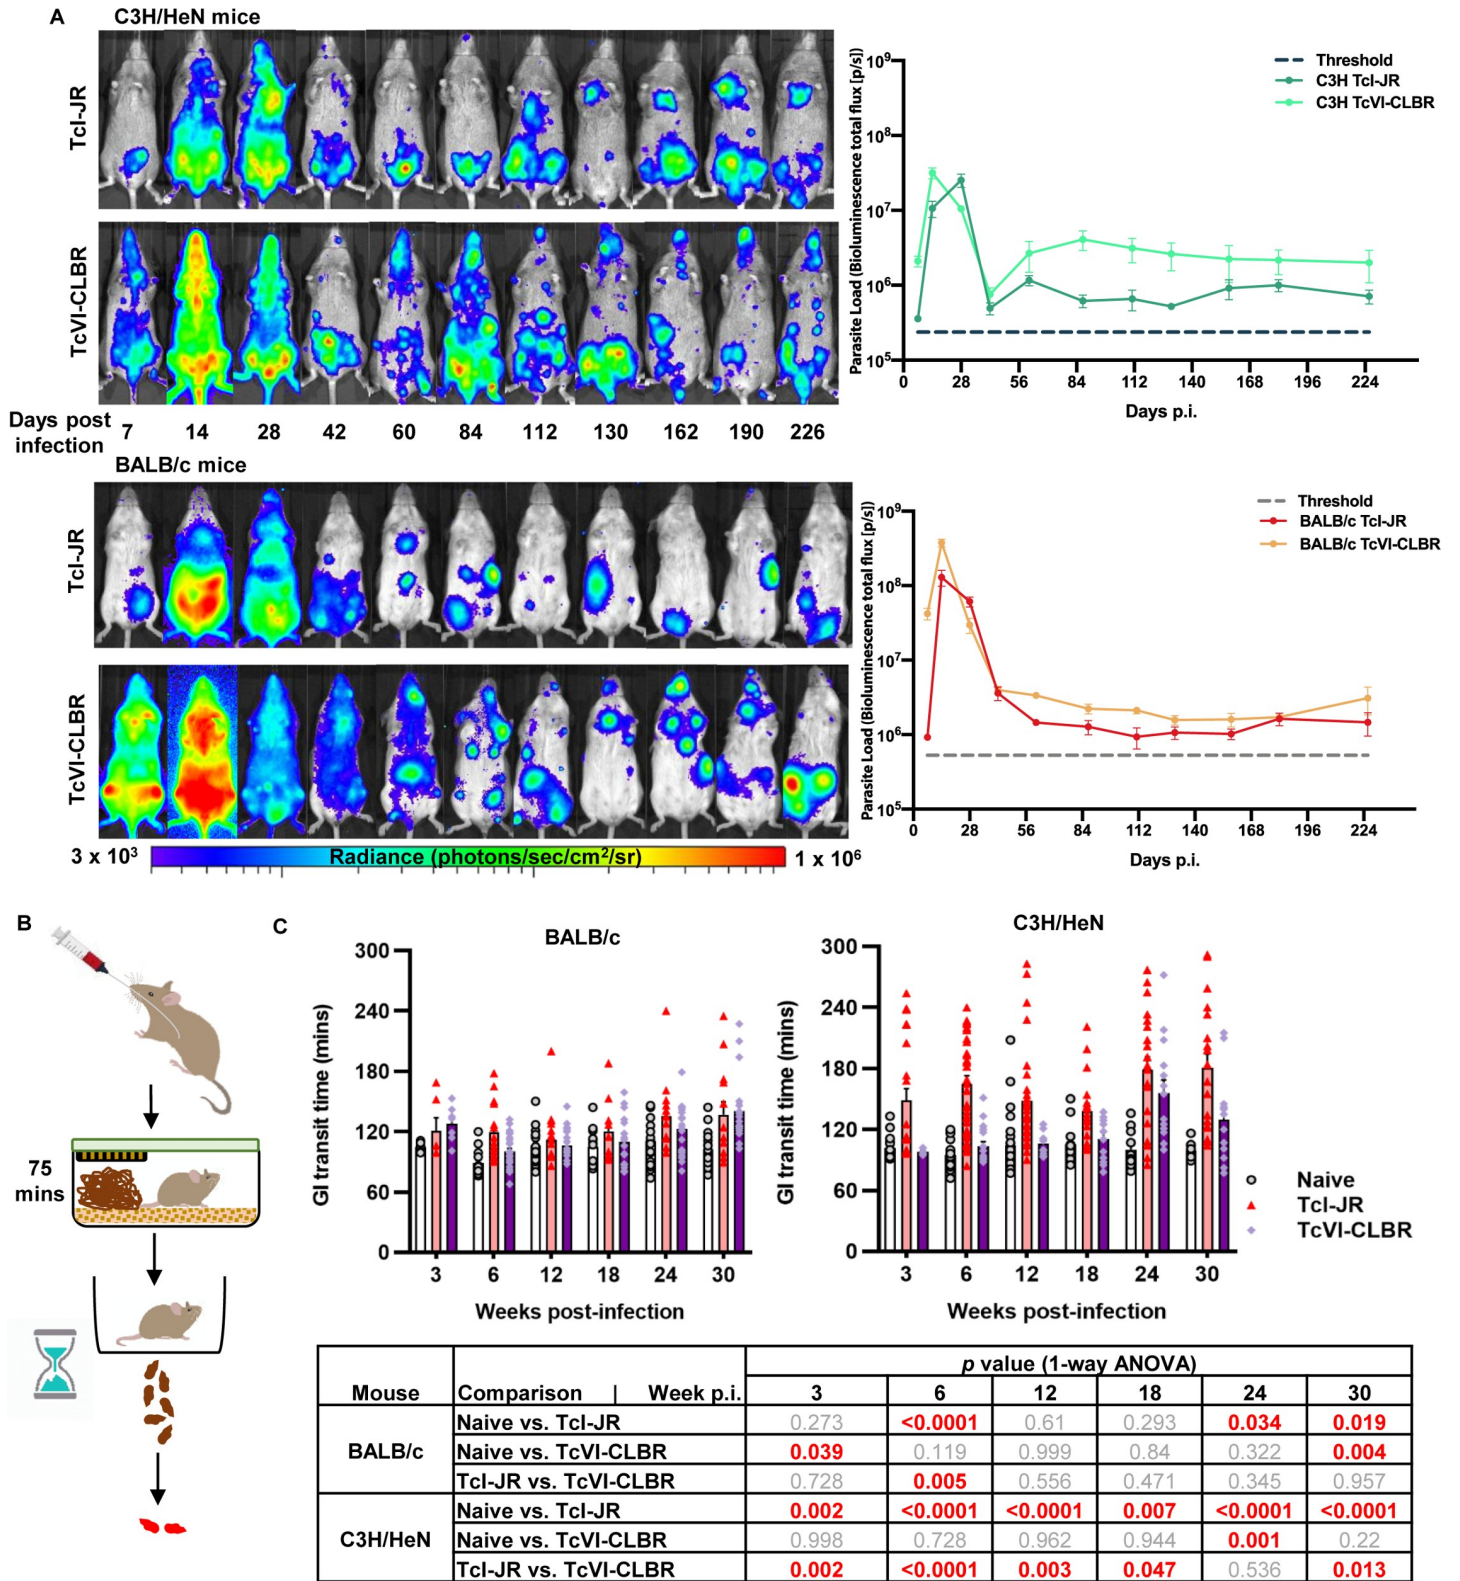 A
C3H/HeN mice
TcI-JR
TcVI-CLBR
Days post infection 7 14 28 42 60 84 112 130 162 190 226
Parasite Load (Bioluminescence total flux [p/s])
10⁹
10⁸
10⁷
10⁶
10⁵
0 28 56 84 112 140 168 196 224
Days p.i.
Threshold
C3H TcI-JR
C3H TcVI-CLBR
BALB/c mice
TcI-JR
TcVI-CLBR
3 x 10³ Radiance (photons/sec/cm²/sr) 1 x 10⁶
Parasite Load (Bioluminescence total flux [p/s])
10⁹
10⁸
10⁷
10⁶
10⁵
0 28 56 84 112 140 168 196 224
Days p.i.
Threshold
BALB/c TcI-JR
BALB/c TcVI-CLBR
B
75
mins
C
BALB/c
GI transit time (mins)
300
240
180
120
60
0
3 6 12 18 24 30
Weeks post-infection
C3H/HeN
GI transit time (mins)
300
240
180
120
60
0
3 6 12 18 24 30
Weeks post-infection
Naive
TcI-JR
TcVI-CLBR
p value (1-way ANOVA)
Mouse Comparison | Week p.i. 3 6 12 18 24 30
BALB/c
Naive vs. TcI-JR 0.273 <0.0001 0.61 0.293 0.034 0.019
Naive vs. TcVI-CLBR 0.039 0.119 0.999 0.84 0.322 0.004
TcI-JR vs. TcVI-CLBR 0.728 0.005 0.556 0.471 0.345 0.957
C3H/HeN
Naive vs. TcI-JR 0.002 <0.0001 <0.0001 0.007 <0.0001 <0.0001
Naive vs. TcVI-CLBR 0.998 0.728 0.962 0.944 0.001 0.22
TcI-JR vs. TcVI-CLBR 0.002 <0.0001 0.003 0.047 0.536 0.013